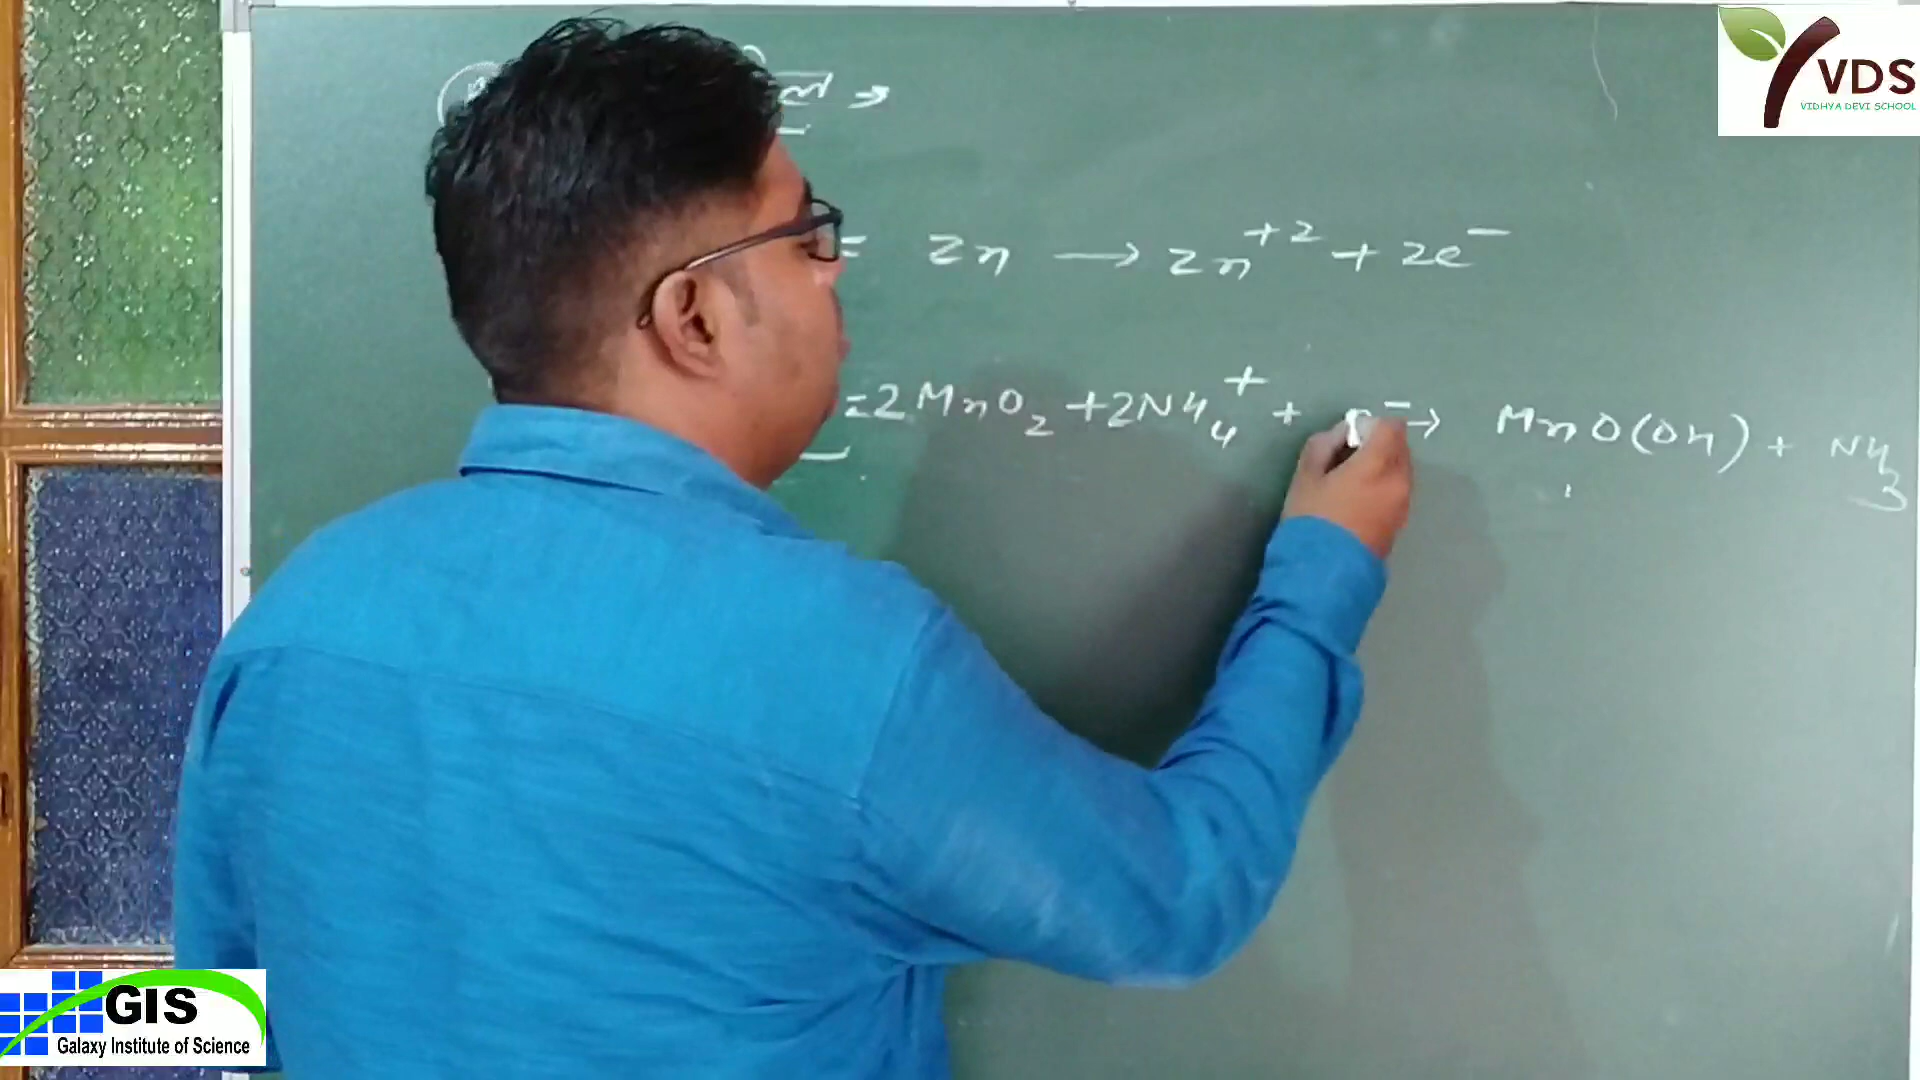 VDS
VIDHYA DEVI SCHOOL
= Zn → Zn⁺² + 2e⁻
= 2MnO₂ + 2NH₄⁺ + e⁻ → MnO(OH) + NH₃
GIS
Galaxy Institute of Science